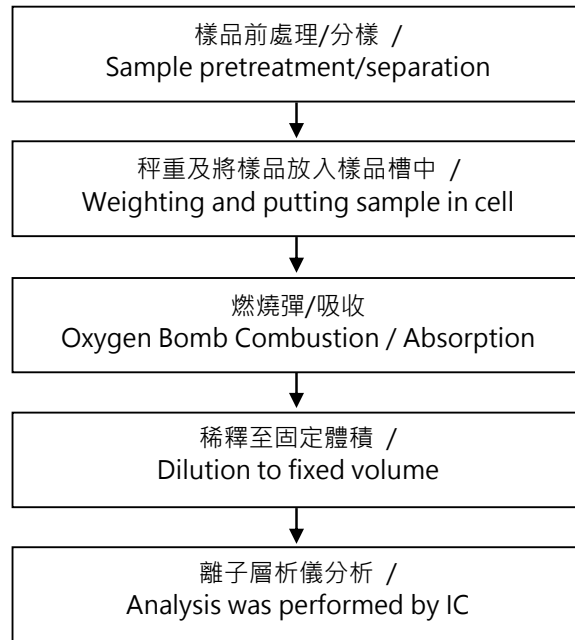 樣品前處理/分樣 /
Sample pretreatment/separation
秤重及將樣品放入樣品槽中 /
Weighting and putting sample in cell
燃燒彈/吸收
Oxygen Bomb Combustion / Absorption
稀釋至固定體積 /
Dilution to fixed volume
離子層析儀分析 /
Analysis was performed by IC